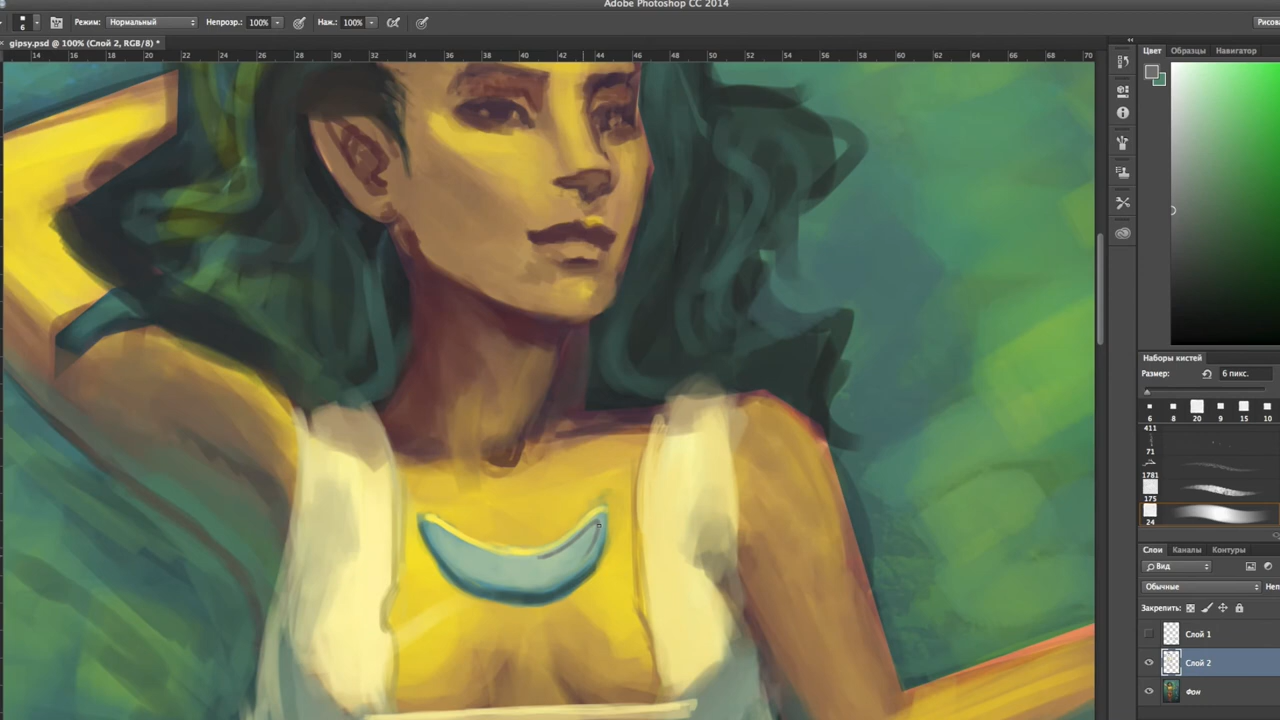 Adobe Photoshop CC 2014
6 Режим: Нормальный Непрозр.: 100% Наж.: 100%
gipsy.psd @ 100% (Слой 2, RGB/8) *
14 16 18 20 22 24 26 28 30 32 34 36 38 40 42 44 46 48 50 52 54 56 58 60 62 64 66 68 70
Цвет Образцы Навигатор
Наборы кистей
Размер: 6 пикс.
6 8 20 9 15 10
411
71
1781
175
24
Слои Каналы Контуры
Вид
Обычные
Закрепить:
Слой 1
Слой 2
Фон